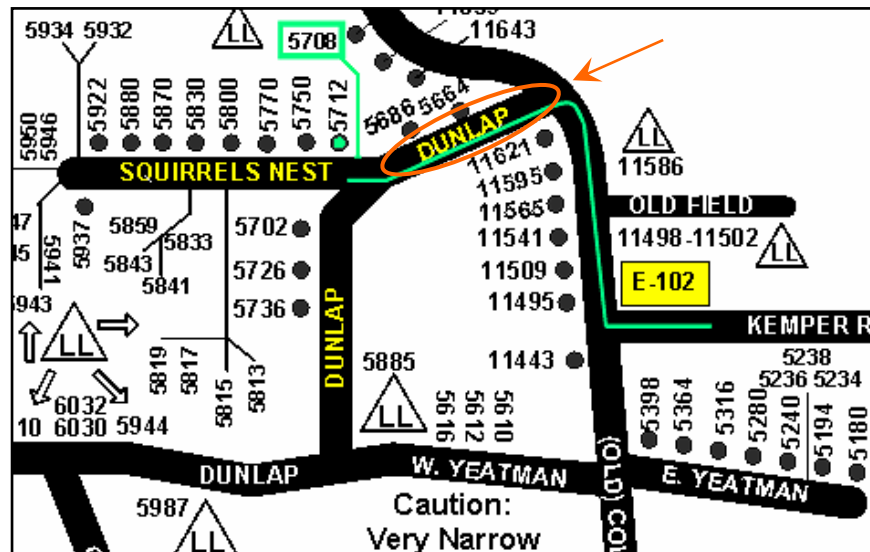 5934 5932
LL
5708
11643
5950
5946
5922
5880
5870
5830
5800
5770
5750
5712
5686
5664
DUNLAP
SQUIRRELS NEST
11621
LL
11586
11595
11565
OLD FIELD
5937
5941
5859
5833
5843
5841
5702
11541
11498 -11502
LL
5726
11509
E-102
5736
11495
KEMPER R
LL
DUNLAP
5819
5817
5815
5813
5885
LL
11443
5238
5236 5234
5398
5364
5316
5280
5240
5194
5180
6032
10 6030 5944
5616
5612
5610
DUNLAP
W. YEATMAN
(OLD) CO
E. YEATMAN
5987
LL
Caution:
Very Narrow